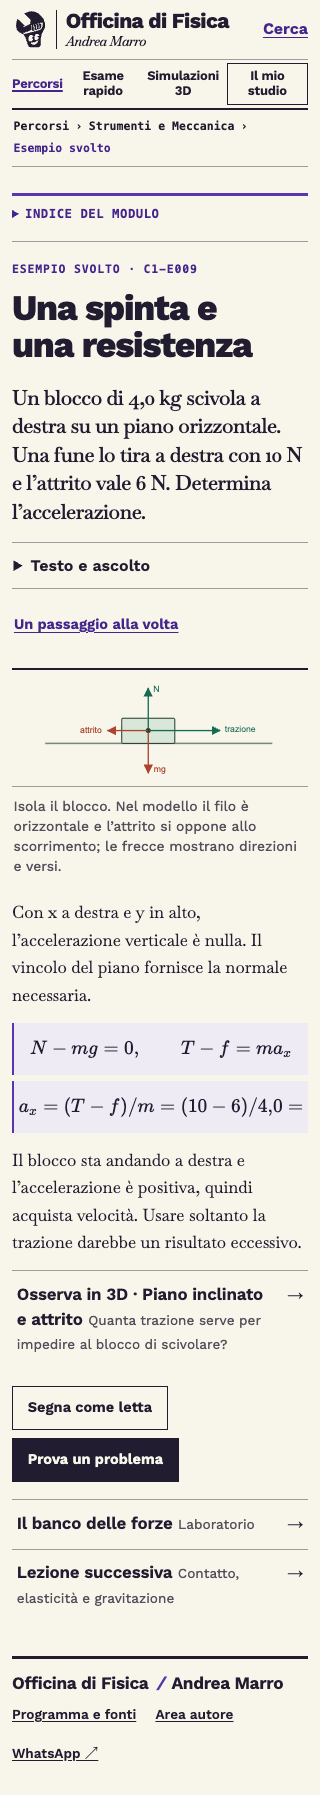 Officina di Fisica
Andrea Marro
Cerca
Percorsi
Esame rapido
Simulazioni 3D
Il mio studio
Percorsi › Strumenti e Meccanica ›
Esempio svolto
▶ INDICE DEL MODULO
ESEMPIO SVOLTO · C1–E009
Una spinta e
una resistenza
Un blocco di 4,0 kg scivola a
destra su un piano orizzontale.
Una fune lo tira a destra con 10 N
e l’attrito vale 6 N. Determina
l’accelerazione.
▶ Testo e ascolto
Un passaggio alla volta
N
attrito
trazione
mg
Isola il blocco. Nel modello il filo è
orizzontale e l’attrito si oppone allo
scorrimento; le frecce mostrano direzioni
e versi.
Con x a destra e y in alto,
l’accelerazione verticale è nulla. Il
vincolo del piano fornisce la normale
necessaria.
N − mg = 0, T − f = maₓ
aₓ = (T − f)/m = (10 − 6)/4,0 =
Il blocco sta andando a destra e
l’accelerazione è positiva, quindi
acquista velocità. Usare soltanto la
trazione darebbe un risultato eccessivo.
Osserva in 3D · Piano inclinato →
e attrito Quanta trazione serve per
impedire al blocco di scivolare?
Segna come letta
Prova un problema
Il banco delle forze Laboratorio →
Lezione successiva Contatto, →
elasticità e gravitazione
Officina di Fisica / Andrea Marro
Programma e fonti Area autore
WhatsApp ↗